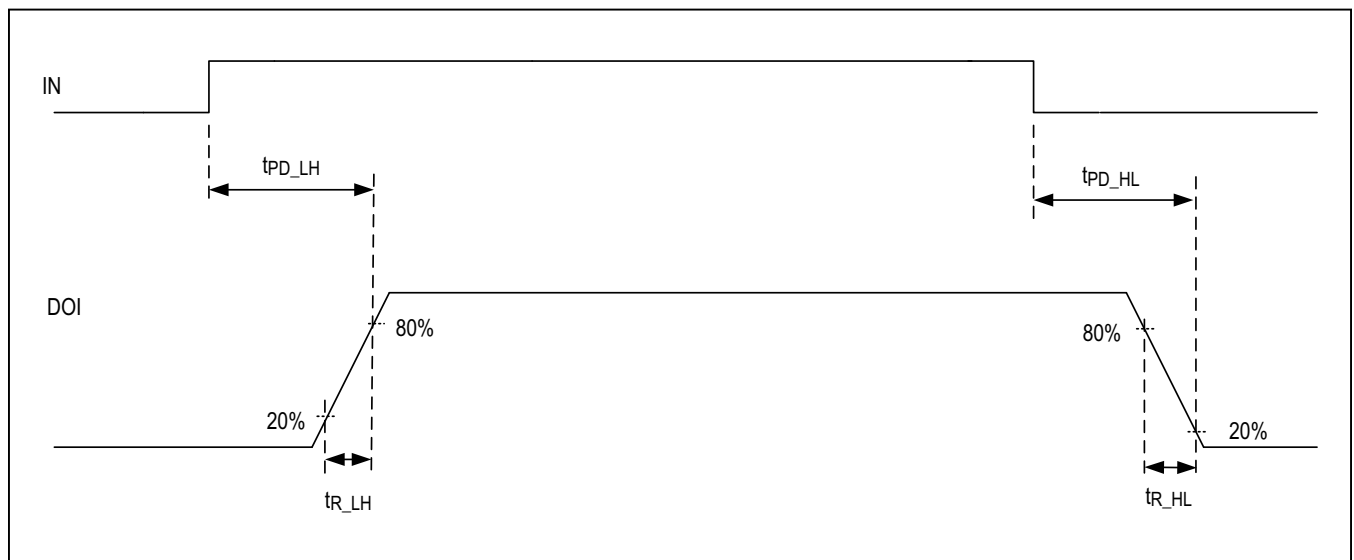 IN
tPD_LH
tPD_HL
DOI
80%
80%
20%
20%
tR_LH
tR_HL